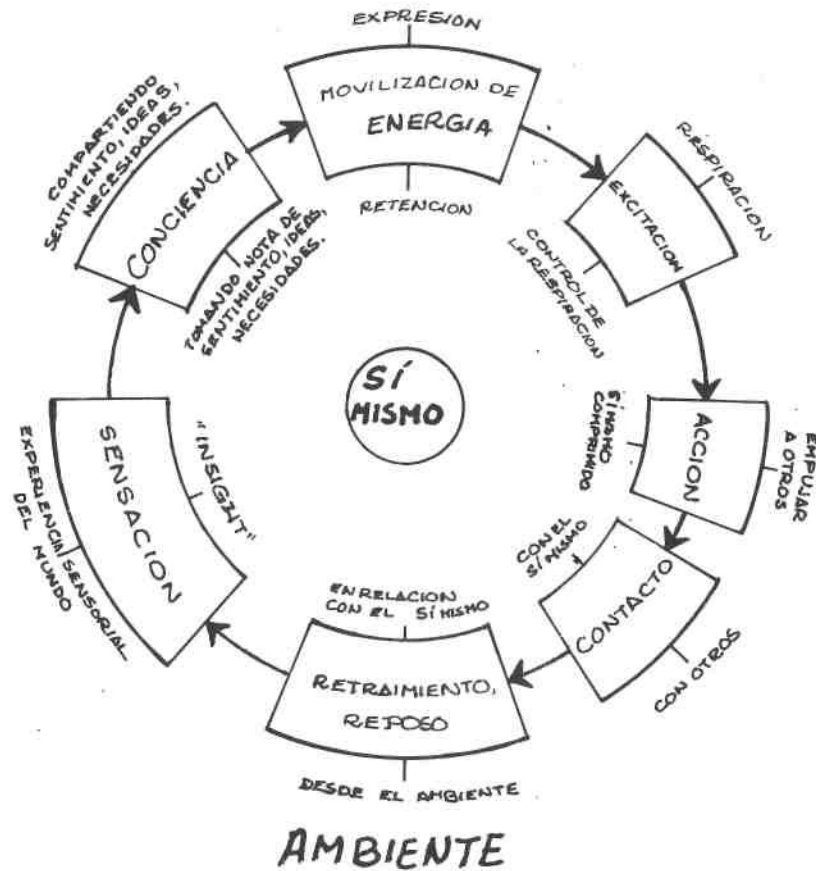 EXPRESION
MOVILIZACION DE
ENERGIA
RETENCION
RESPIRACION
EXCITACION
CONTROL DE
LA RESPIRACION
EMPUJAR
A OTROS
ACCION
SÍ MISMO
COMPRIMIDO
CON EL
SÍ MISMO
CONTACTO
CON OTROS
EN RELACION
CON EL SÍ MISMO
RETRAIMIENTO,
REPOSO
DESDE EL AMBIENTE
"INSIGHT"
SENSACION
EXPERIENCIA SENSORIAL
DEL MUNDO
COMPARTIENDO
SENTIMIENTO, IDEAS,
NECESIDADES.
CONCIENCIA
TOMANDO NOTA DE
SENTIMIENTO, IDEAS,
NECESIDADES.
SÍ
MISMO
AMBIENTE